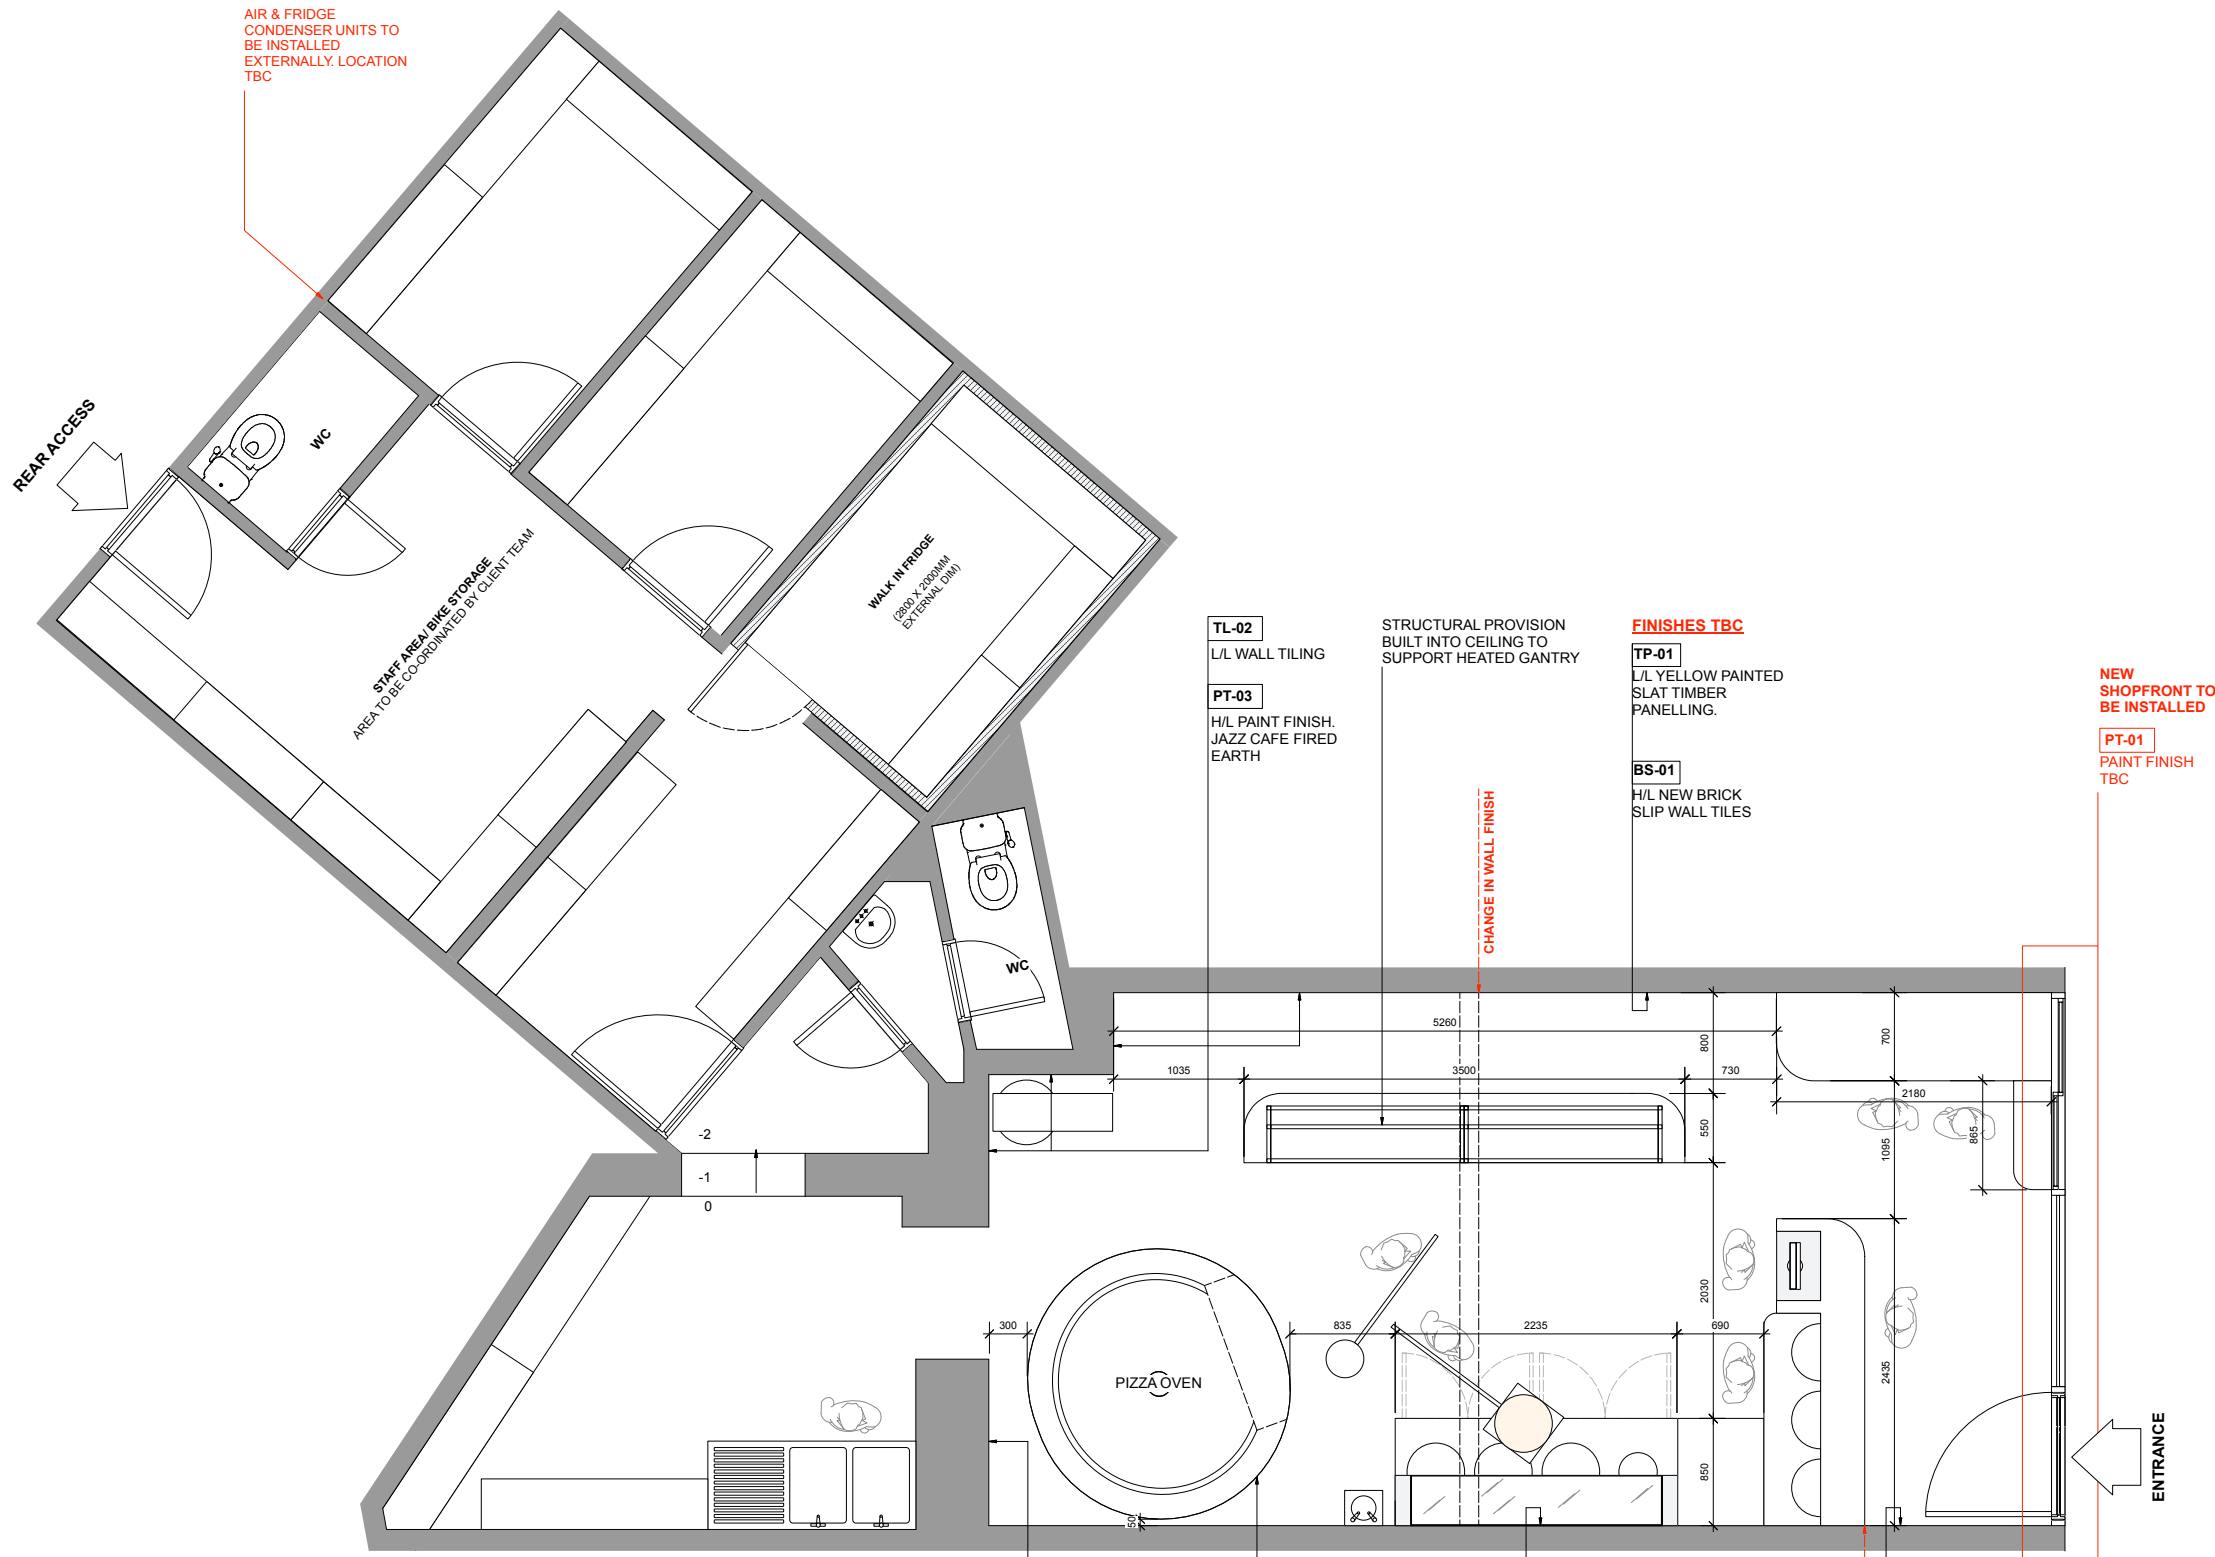 AIR & FRIDGE
CONDENSER UNITS TO
BE INSTALLED
EXTERNALLY. LOCATION
TBC
REAR ACCESS
WC
STAFF AREA/ BIKE STORAGE
AREA TO BE CO-ORDINATED BY CLIENT TEAM
WALK IN FRIDGE
(2800 X 2000MM
EXTERNAL DIM)
TL-02
L/L WALL TILING
PT-03
H/L PAINT FINISH.
JAZZ CAFE FIRED
EARTH
STRUCTURAL PROVISION
BUILT INTO CEILING TO
SUPPORT HEATED GANTRY
FINISHES TBC
TP-01
L/L YELLOW PAINTED
SLAT TIMBER
PANELLING.
BS-01
H/L NEW BRICK
SLIP WALL TILES
NEW
SHOPFRONT TO
BE INSTALLED
PT-01
PAINT FINISH
TBC
CHANGE IN WALL FINISH
WC
5260
800
700
1035
3500
730
2180
550
1095
865
-2
-1
0
2030
300
835
2235
690
2435
PIZZA OVEN
850
50
ENTRANCE